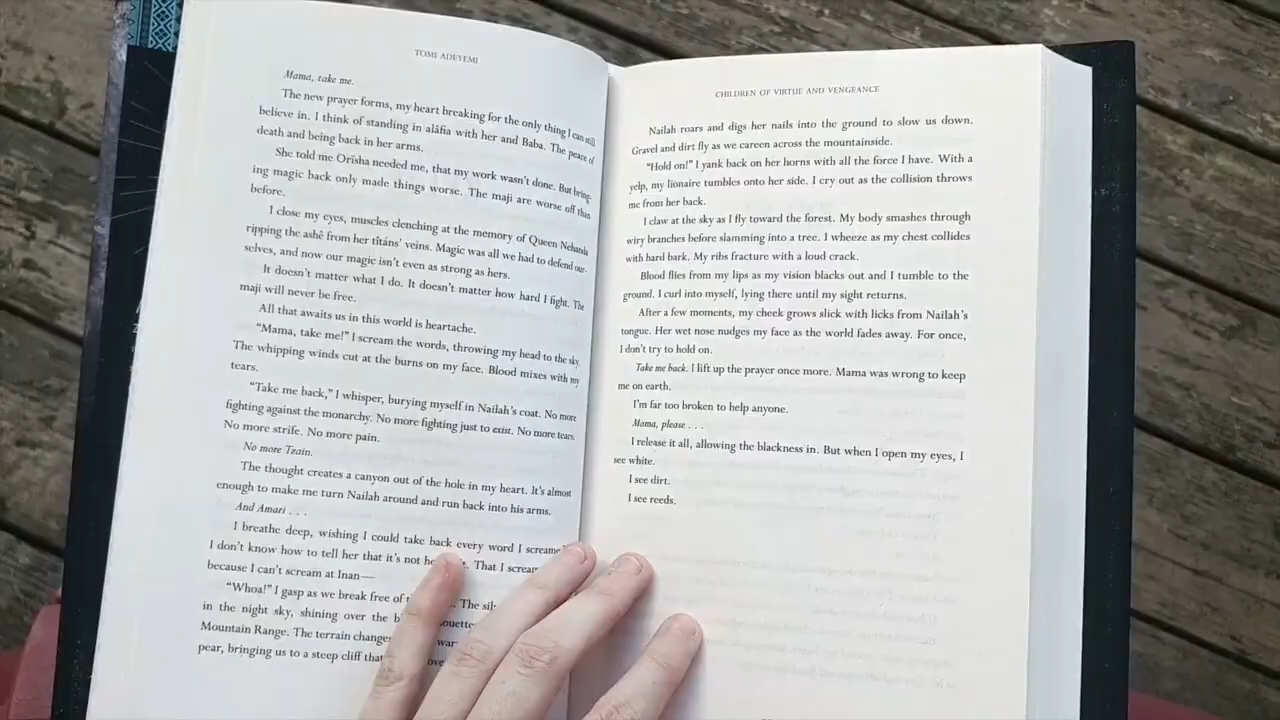 TOMI ADEYEMI
Mama, take me.
The new prayer forms, my heart breaking for the only thing I can still
believe in. I think of standing in alâfia with her and Baba. The peace of
death and being back in her arms.
She told me Orïsha needed me, that my work wasn't done. But bring-
ing magic back only made things worse. The maji are worse off than
before.
I close my eyes, muscles clenching at the memory of Queen Nehanda
ripping the ashê from her tîtáns' veins. Magic was all we had to defend our-
selves, and now our magic isn't even as strong as hers.
It doesn't matter what I do. It doesn't matter how hard I fight. The
maji will never be free.
All that awaits us in this world is heartache.
"Mama, take me!" I scream the words, throwing my head to the sky.
The whipping winds cut at the burns on my face. Blood mixes with my
tears.
"Take me back," I whisper, burying myself in Nailah's coat. No more
fighting against the monarchy. No more fighting just to exist. No more tears.
No more strife. No more pain.
No more Tzain.
The thought creates a canyon out of the hole in my heart. It's almost
enough to make me turn Nailah around and run back into his arms.
And Amari . . .
I breathe deep, wishing I could take back every word I
I don't know how to tell her that it's not That I
because I can't scream at Inan—
"Whoa!" I gasp as we break free of The
in the night sky, shining over the
Mountain Range. The terrain
pear, bringing us to a steep cliff
CHILDREN OF VIRTUE AND VENGEANCE
Nailah roars and digs her nails into the ground to slow us down.
Gravel and dirt fly as we careen across the mountainside.
"Hold on!" I yank back on her horns with all the force I have. With a
yelp, my lionaire tumbles onto her side. I cry out as the collision throws
me from her back.
I claw at the sky as I fly toward the forest. My body smashes through
wiry branches before slamming into a tree. I wheeze as my chest collides
with hard bark. My ribs fracture with a loud crack.
Blood flies from my lips as my vision blacks out and I tumble to the
ground. I curl into myself, lying there until my sight returns.
After a few moments, my cheek grows slick with licks from Nailah's
tongue. Her wet nose nudges my face as the world fades away. For once,
I don't try to hold on.
Take me back. I lift up the prayer once more. Mama was wrong to keep
me on earth.
I'm far too broken to help anyone.
Mama, please . . .
I release it all, allowing the blackness in. But when I open my eyes, I
see white.
I see dirt.
I see reeds.